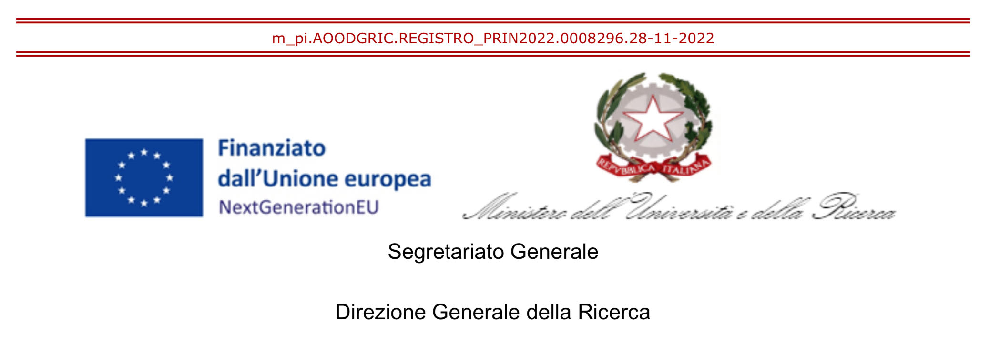 m_pi.AOODGRIC.REGISTRO_PRIN2022.0008296.28-11-2022
Finanziato
dall'Unione europea
NextGenerationEU
REPVBBLICA ITALIANA
Ministero dell'Università e della Ricerca
Segretariato Generale
Direzione Generale della Ricerca